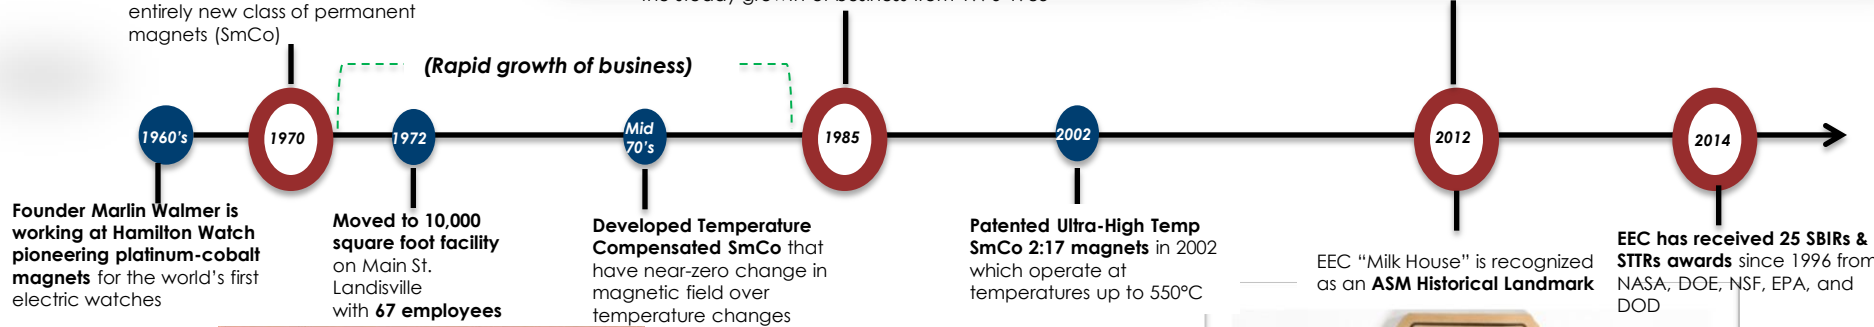 entirely new class of permanent
magnets (SmCo)
(Rapid growth of business)
1960's
1970
1972
Mid
70's
1985
2002
2012
2014
Founder Marlin Walmer is
working at Hamilton Watch
pioneering platinum-cobalt
magnets for the world's first
electric watches
Moved to 10,000
square foot facility
on Main St.
Landisville
with 67 employees
Developed Temperature
Compensated SmCo that
have near-zero change in
magnetic field over
temperature changes
Patented Ultra-High Temp
SmCo 2:17 magnets in 2002
which operate at
temperatures up to 550°C
EEC “Milk House” is recognized
as an ASM Historical Landmark
EEC has received 25 SBIRs &
STTRs awards since 1996 from
NASA, DOE, NSF, EPA, and
DOD